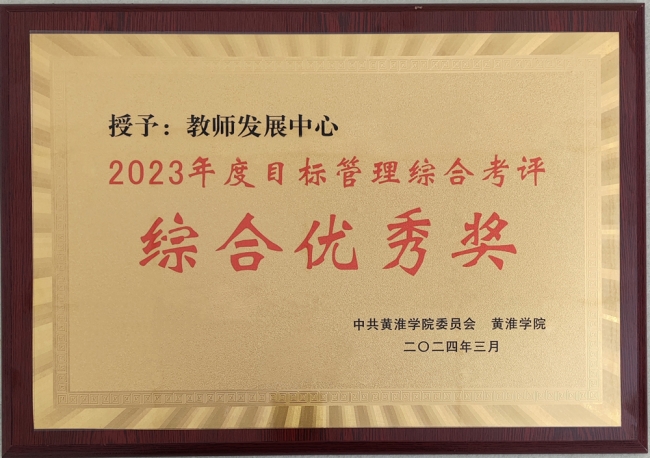 授予：教师发展中心
2023年度目标管理综合考评
综合优秀奖
中共黄淮学院委员会　黄淮学院
二〇二四年三月